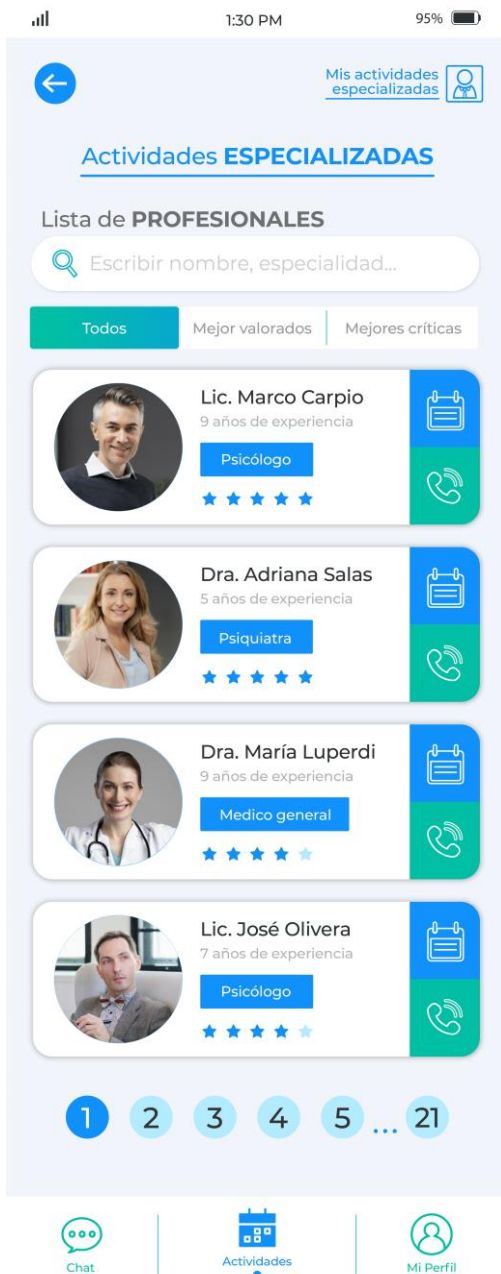 1:30 PM
95%
Mis actividades
especializadas
Actividades ESPECIALIZADAS
Lista de PROFESIONALES
Escribir nombre, especialidad...
Todos
Mejor valorados
Mejores críticas
Lic. Marco Carpio
9 años de experiencia
Psicólogo
Dra. Adriana Salas
5 años de experiencia
Psiquiatra
Dra. María Luperdi
9 años de experiencia
Medico general
Lic. José Olivera
7 años de experiencia
Psicólogo
1 2 3 4 5 ... 21
Chat
Actividades
Mi Perfil